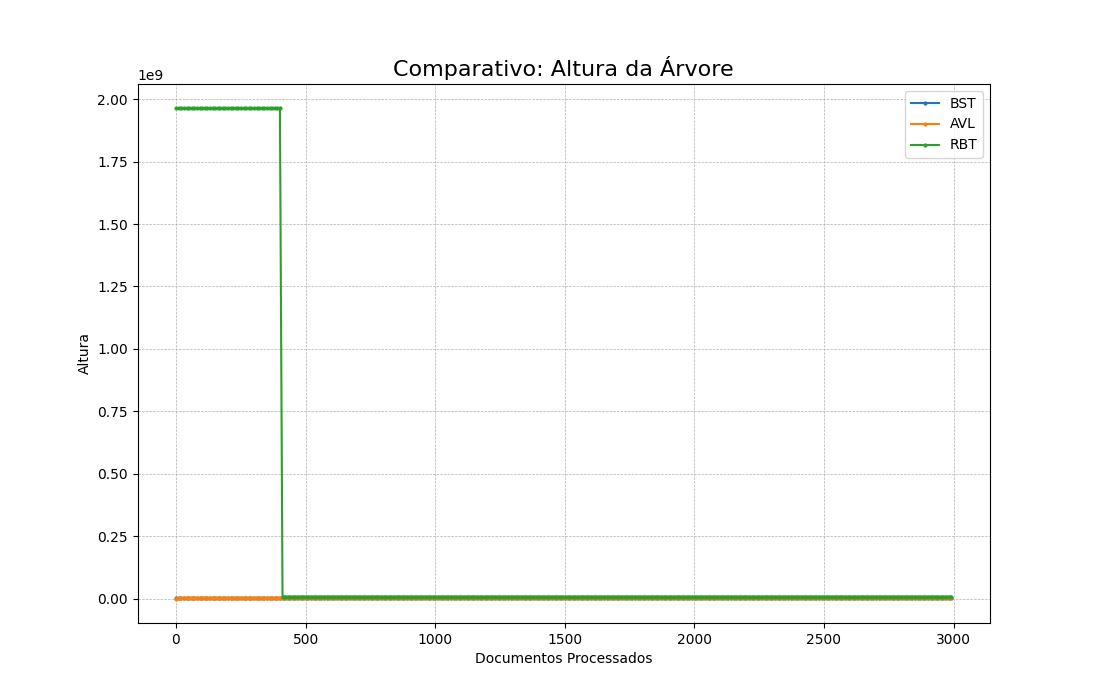 Comparativo: Altura da Árvore
1e9
2.00
1.75
1.50
1.25
1.00
0.75
0.50
0.25
0.00
Altura
BST
AVL
RBT
0 500 1000 1500 2000 2500 3000
Documentos Processados